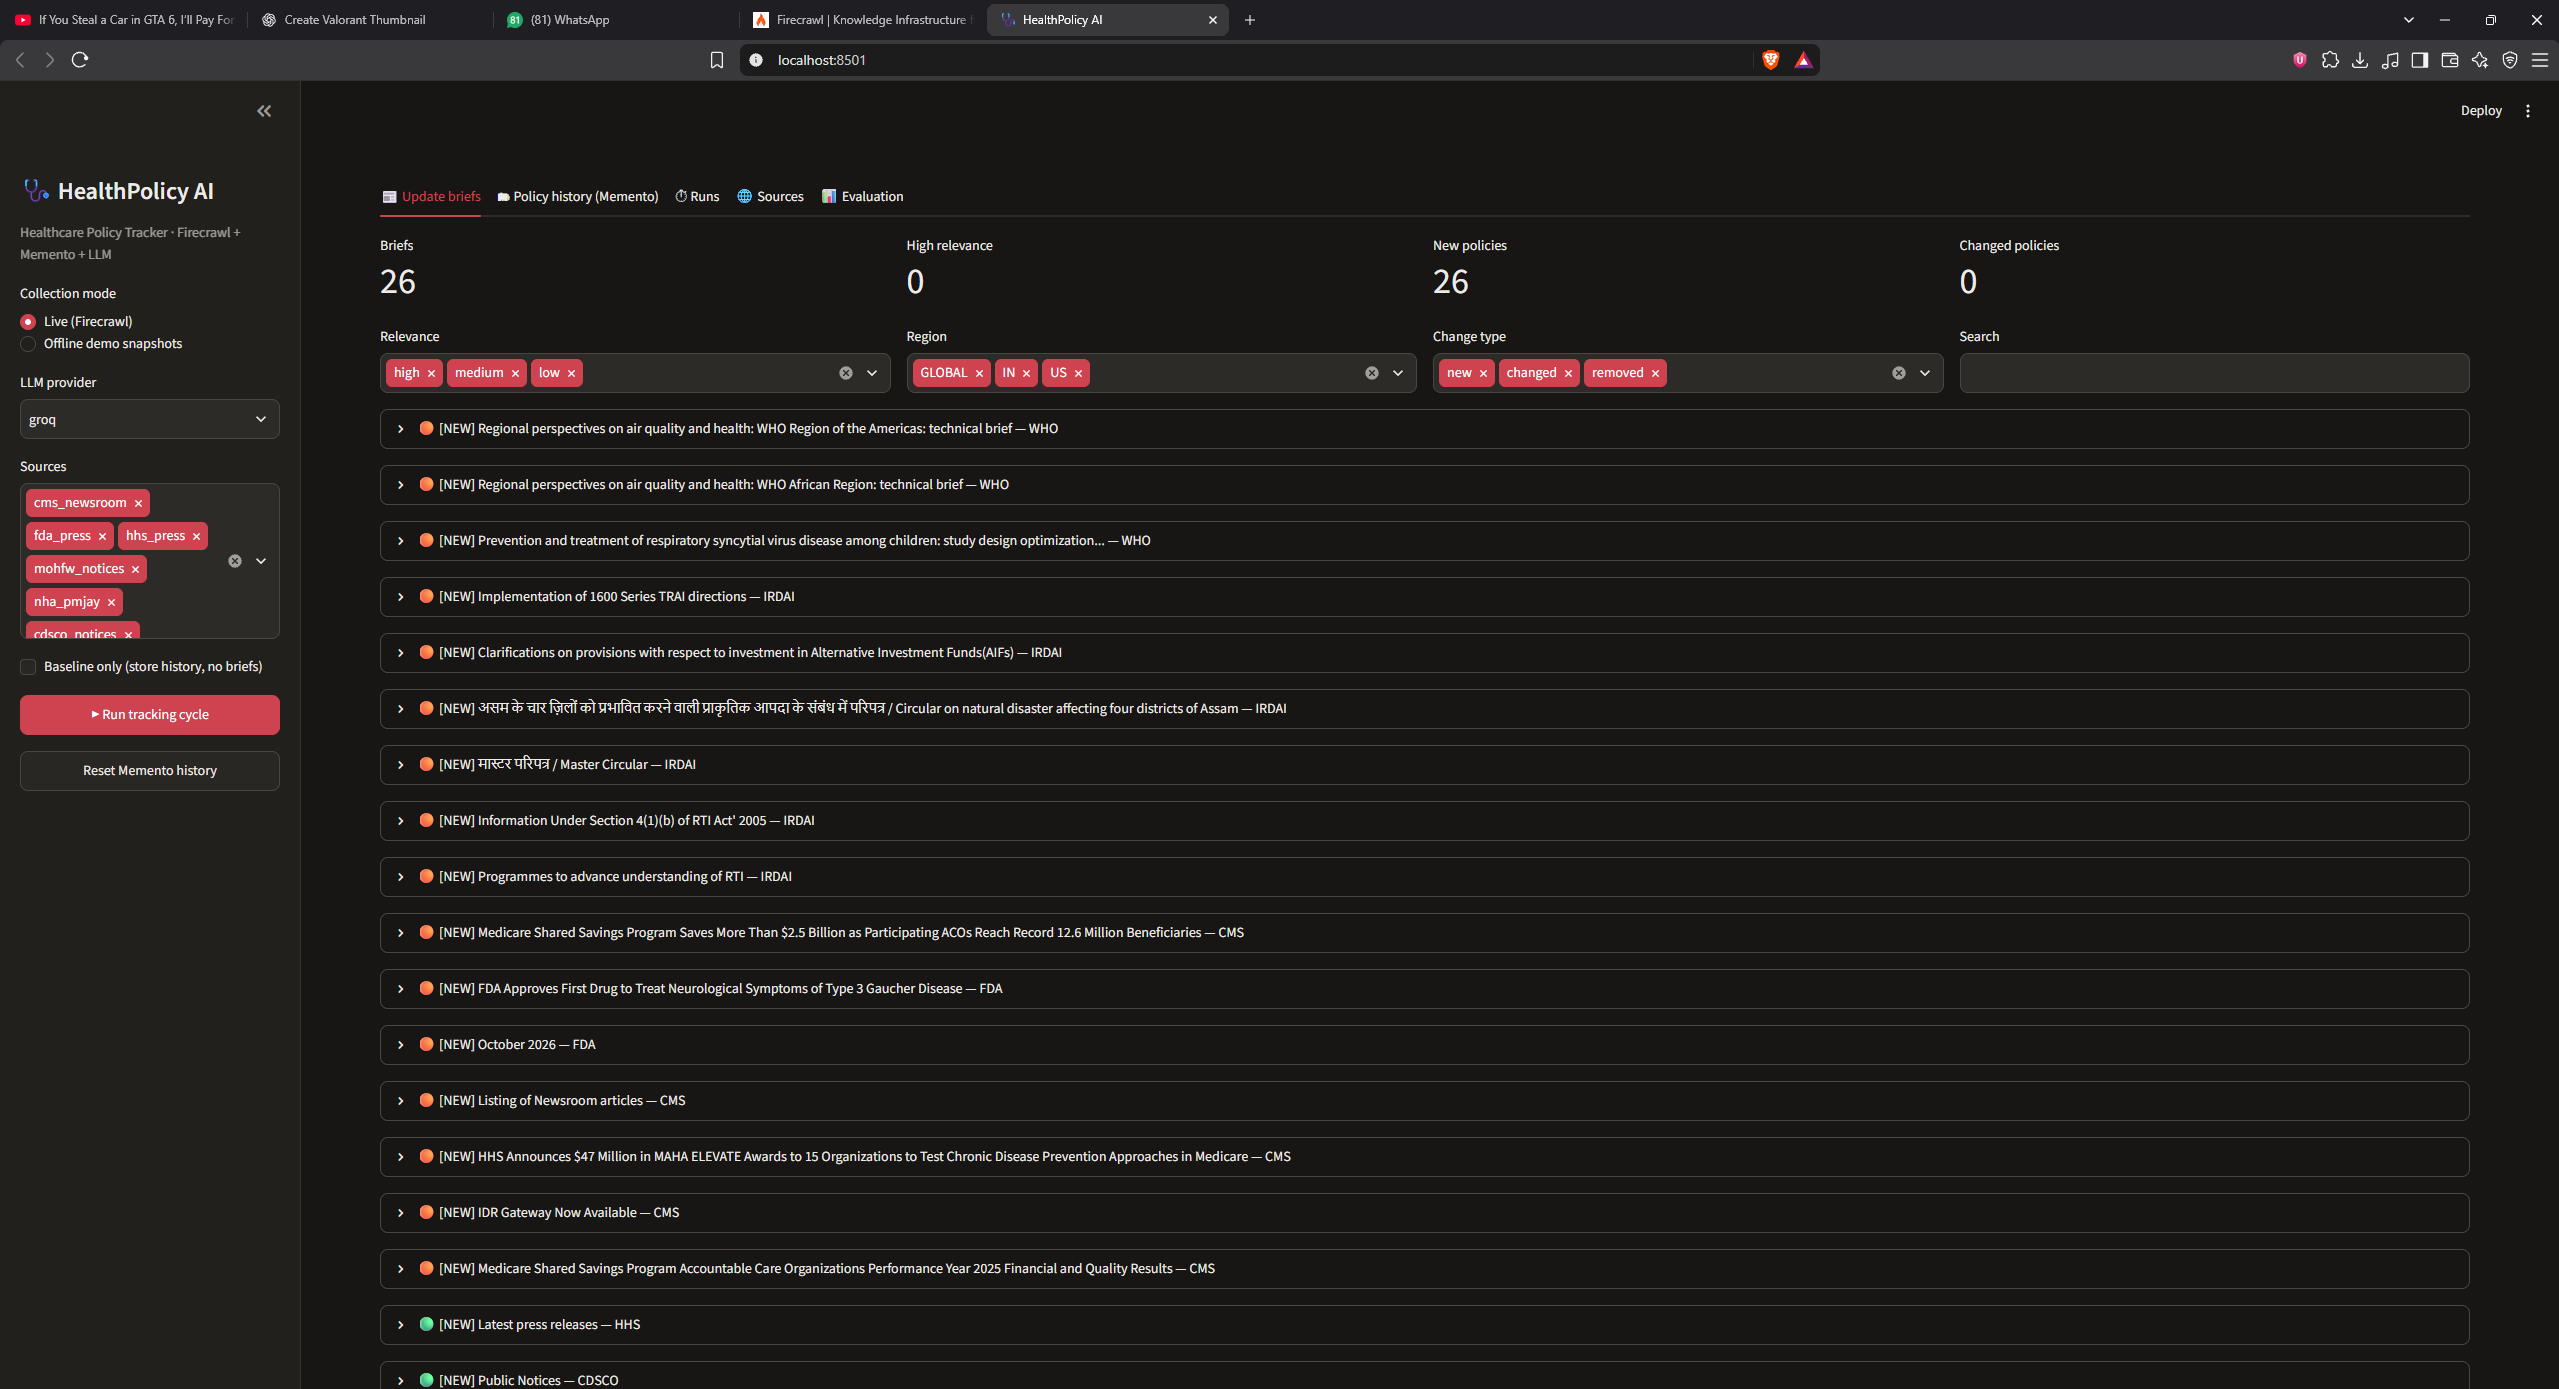 If You Steal a Car in GTA 6, I'll Pay For
Create Valorant Thumbnail
81 (81) WhatsApp
Firecrawl | Knowledge Infrastructure f
HealthPolicy AI
localhost:8501
Deploy
HealthPolicy AI
Healthcare Policy Tracker · Firecrawl +
Memento + LLM
Collection mode
Live (Firecrawl)
Offline demo snapshots
LLM provider
groq
Sources
cms_newsroom
fda_press hhs_press
mohfw_notices
nha_pmjay
cdsco_notices
Baseline only (store history, no briefs)
Run tracking cycle
Reset Memento history
Update briefs Policy history (Memento) Runs Sources Evaluation
Briefs High relevance New policies Changed policies
26 0 26 0
Relevance Region Change type Search
high medium low GLOBAL IN US new changed removed
[NEW] Regional perspectives on air quality and health: WHO Region of the Americas: technical brief — WHO
[NEW] Regional perspectives on air quality and health: WHO African Region: technical brief — WHO
[NEW] Prevention and treatment of respiratory syncytial virus disease among children: study design optimization... — WHO
[NEW] Implementation of 1600 Series TRAI directions — IRDAI
[NEW] Clarifications on provisions with respect to investment in Alternative Investment Funds(AIFs) — IRDAI
[NEW] असम के चार ज़िलों को प्रभावित करने वाली प्राकृतिक आपदा के संबंध में परिपत्र / Circular on natural disaster affecting four districts of Assam — IRDAI
[NEW] मास्टर परिपत्र / Master Circular — IRDAI
[NEW] Information Under Section 4(1)(b) of RTI Act' 2005 — IRDAI
[NEW] Programmes to advance understanding of RTI — IRDAI
[NEW] Medicare Shared Savings Program Saves More Than $2.5 Billion as Participating ACOs Reach Record 12.6 Million Beneficiaries — CMS
[NEW] FDA Approves First Drug to Treat Neurological Symptoms of Type 3 Gaucher Disease — FDA
[NEW] October 2026 — FDA
[NEW] Listing of Newsroom articles — CMS
[NEW] HHS Announces $47 Million in MAHA ELEVATE Awards to 15 Organizations to Test Chronic Disease Prevention Approaches in Medicare — CMS
[NEW] IDR Gateway Now Available — CMS
[NEW] Medicare Shared Savings Program Accountable Care Organizations Performance Year 2025 Financial and Quality Results — CMS
[NEW] Latest press releases — HHS
[NEW] Public Notices — CDSCO